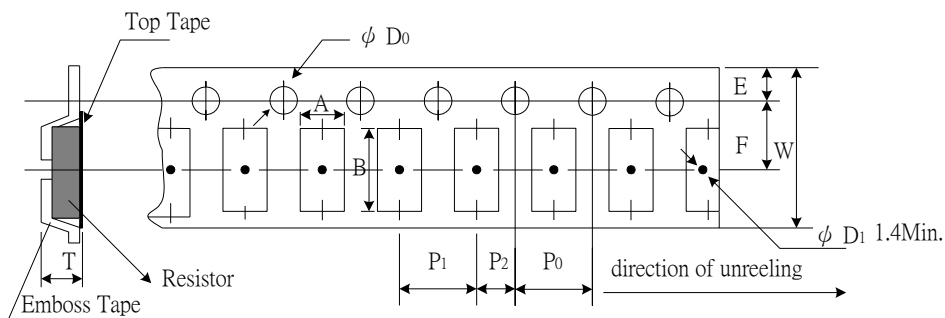 Top Tape
ϕ D0
E
A
F
W
B
ϕ D1 1.4Min.
T
P1
P2
P0
direction of unreeling
Resistor
Emboss Tape